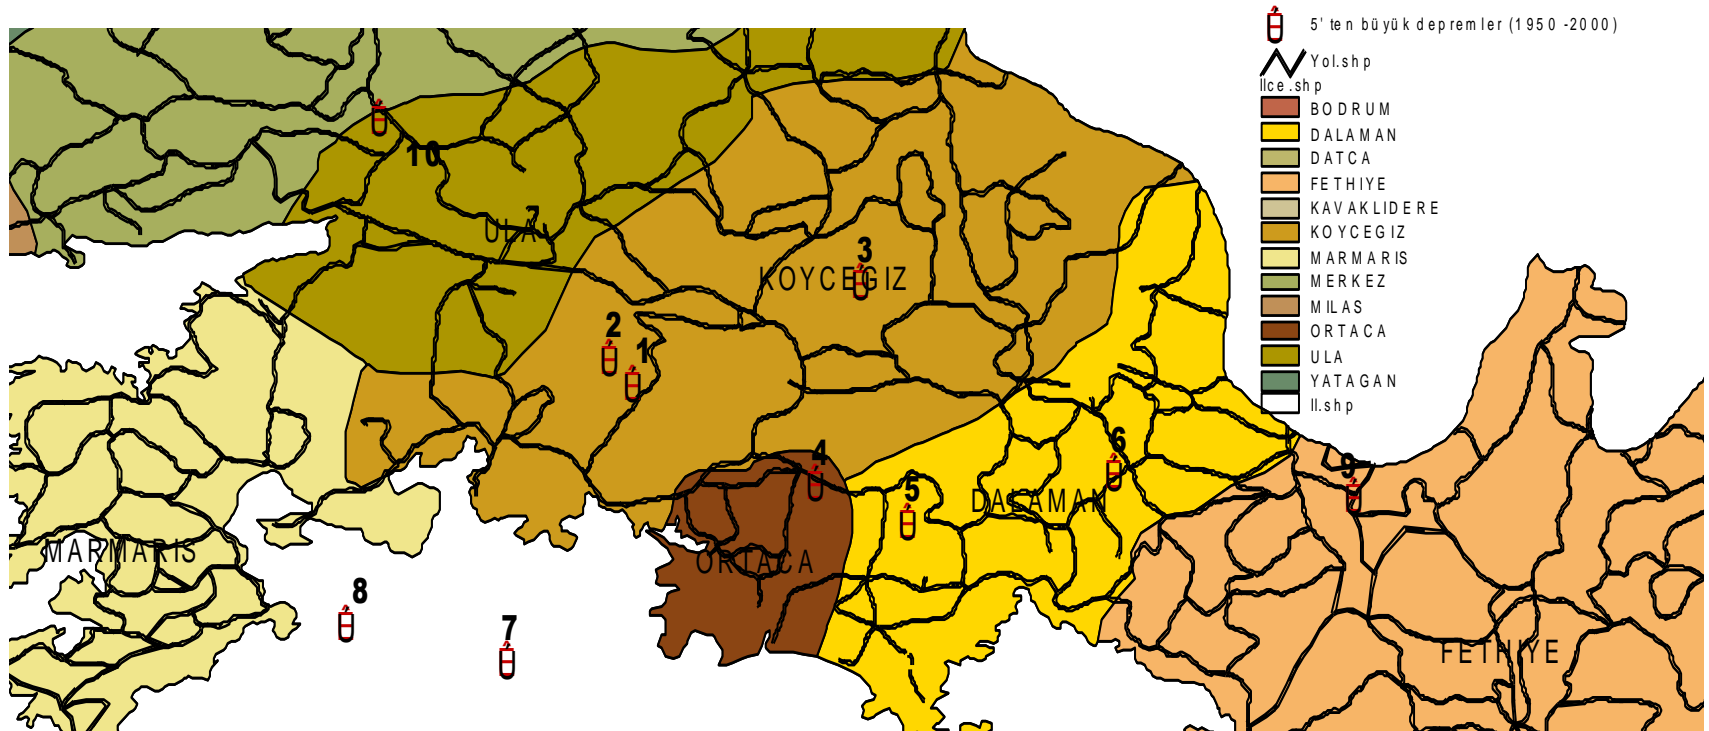 5'ten büyük depremler (1950 -2000)
Yol.shp
Ilce.shp
BODRUM
DALAMAN
DATCA
FETHIYE
KAVAKLIDERE
KOYCEGIZ
MARMARIS
MERKEZ
MILAS
ORTACA
ULA
YATAGAN
Il.shp
10
ULA
3
KOYCEGIZ
2
1
4
6
9
5
DALAMAN
MARMARIS
ORTACA
8
7
FETHIYE